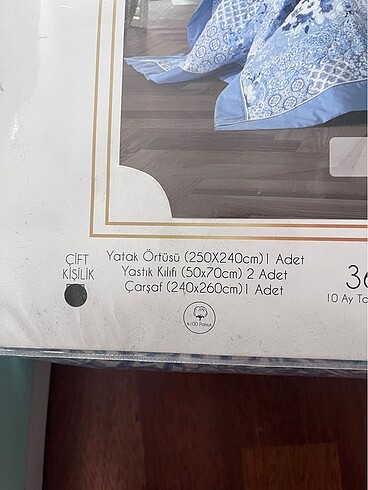 ÇİFT
KİŞİLİK
Yatak Örtüsü (250X240cm) 1 Adet
Yastık Kılıfı (50x70cm) 2 Adet
Çarşaf (240x260cm) 1 Adet
%100 Pamuk
10 Ay